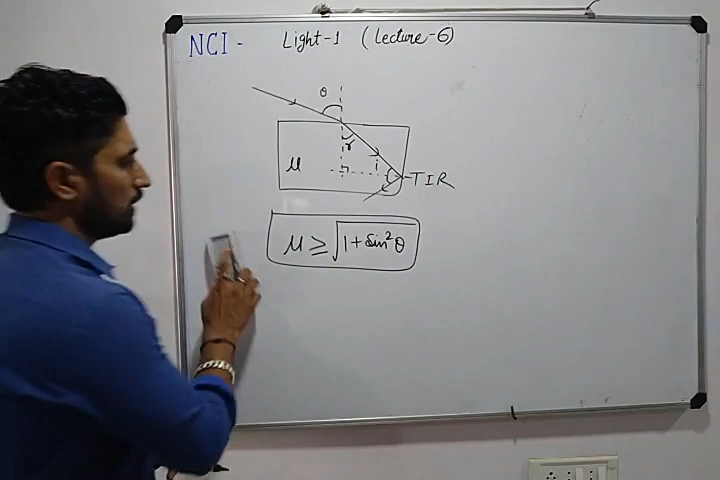 NCI - Light-1 (Lecture-6)
θ
r
μ
i
TIR
μ ≥ √1 + sin²θ